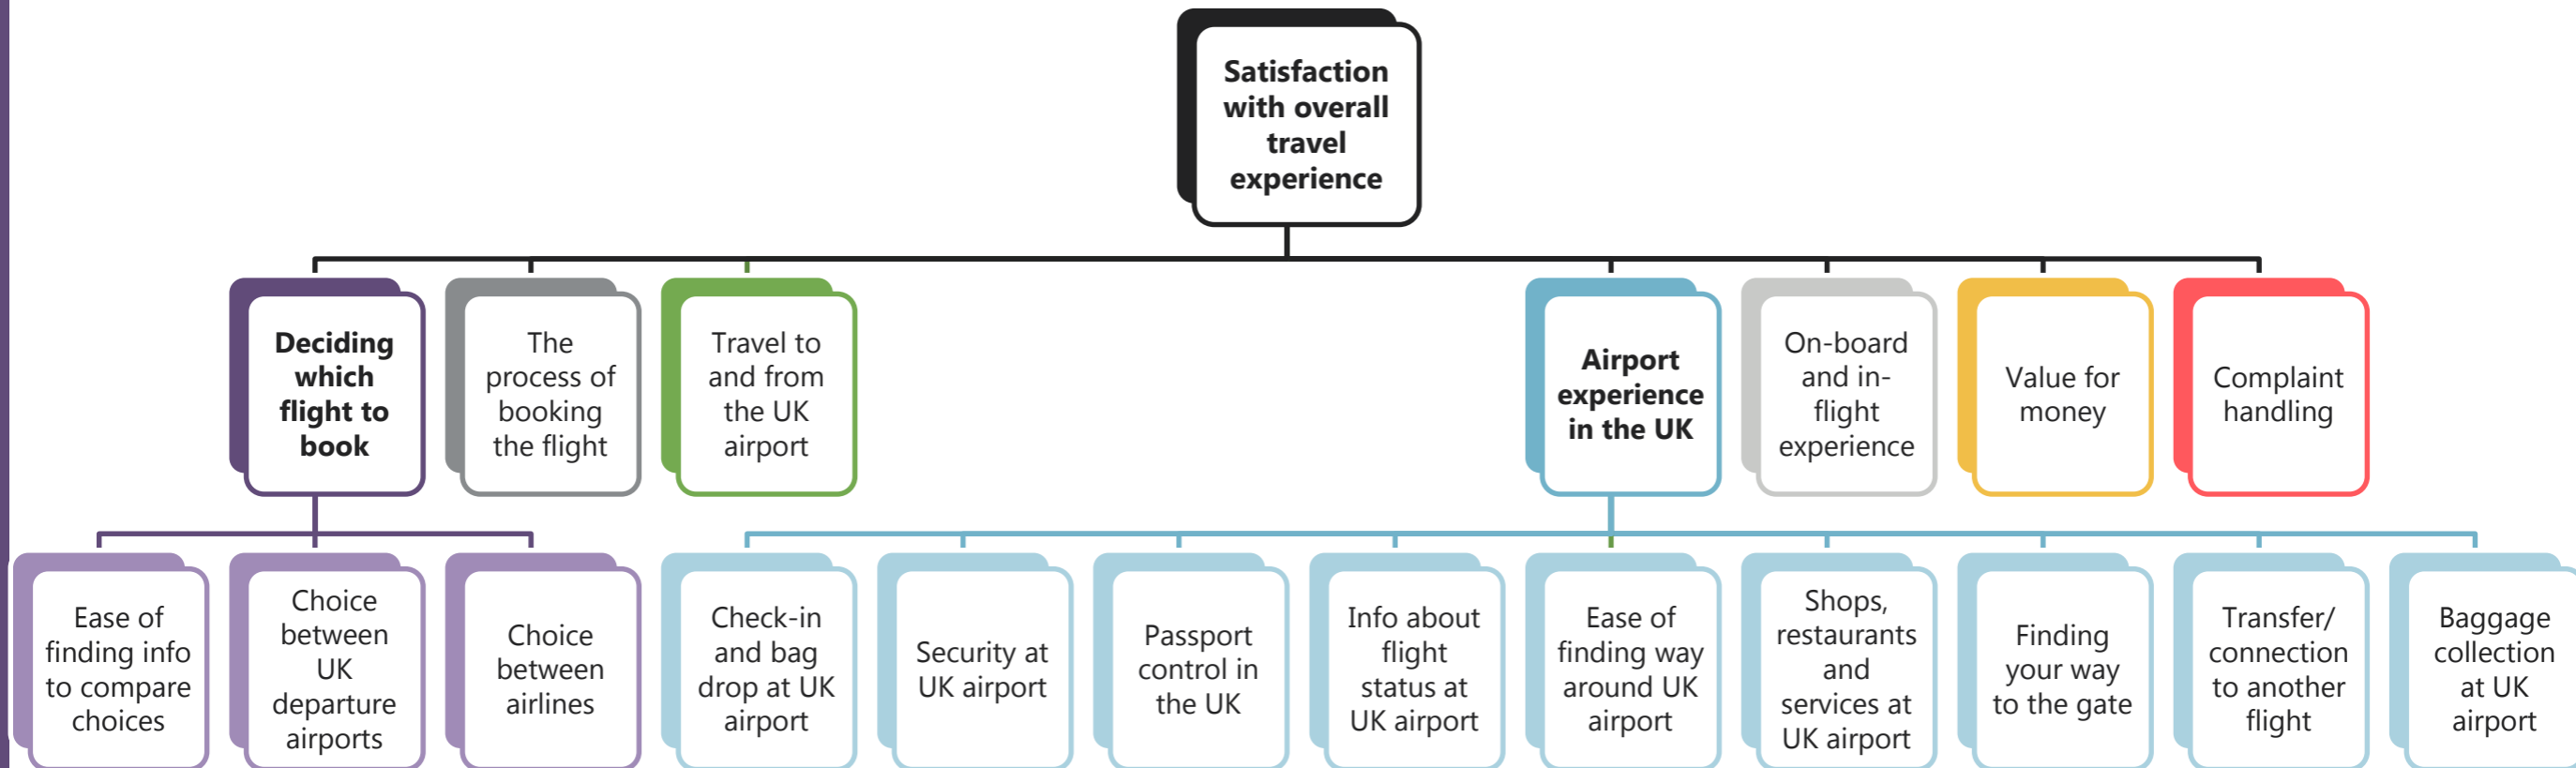 Satisfaction
with overall
travel
experience
Deciding
which
flight to
book
The
process of
booking
the flight
Travel to
and from
the UK
airport
Airport
experience
in the UK
On-board
and in-
flight
experience
Value for
money
Complaint
handling
Ease of
finding info
to compare
choices
Choice
between
UK
departure
airports
Choice
between
airlines
Check-in
and bag
drop at UK
airport
Security at
UK airport
Passport
control in
the UK
Info about
flight
status at
UK airport
Ease of
finding way
around UK
airport
Shops,
restaurants
and
services at
UK airport
Finding
your way
to the gate
Transfer/
connection
to another
flight
Baggage
collection
at UK
airport